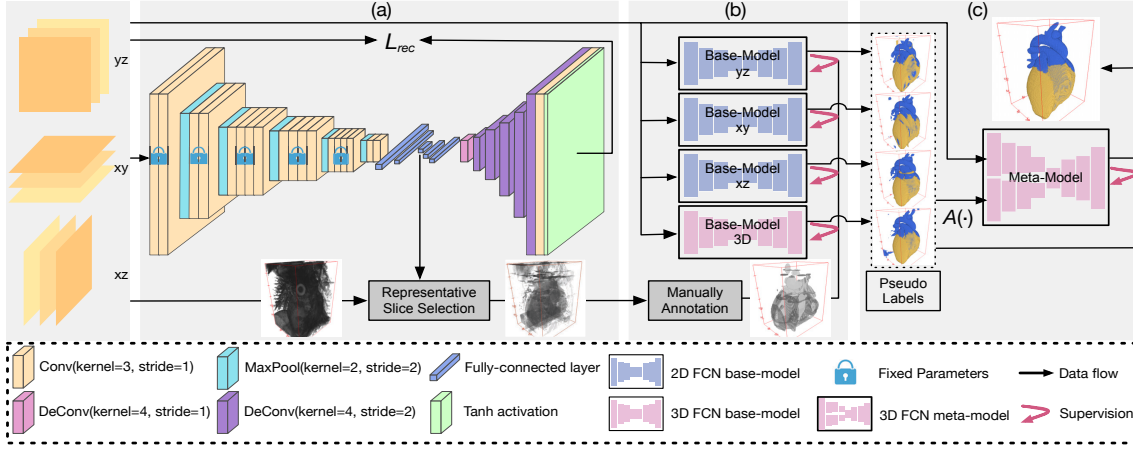 (a)
(b)
(c)
yz
xy
xz
L_rec
Base-Model
yz
Base-Model
xy
Base-Model
xz
Base-Model
3D
Meta-Model
A(·)
Representative
Slice Selection
Manually
Annotation
Pseudo
Labels
Conv(kernel=3, stride=1)
MaxPool(kernel=2, stride=2)
Fully-connected layer
2D FCN base-model
Fixed Parameters
Data flow
DeConv(kernel=4, stride=1)
DeConv(kernel=4, stride=2)
Tanh activation
3D FCN base-model
3D FCN meta-model
Supervision